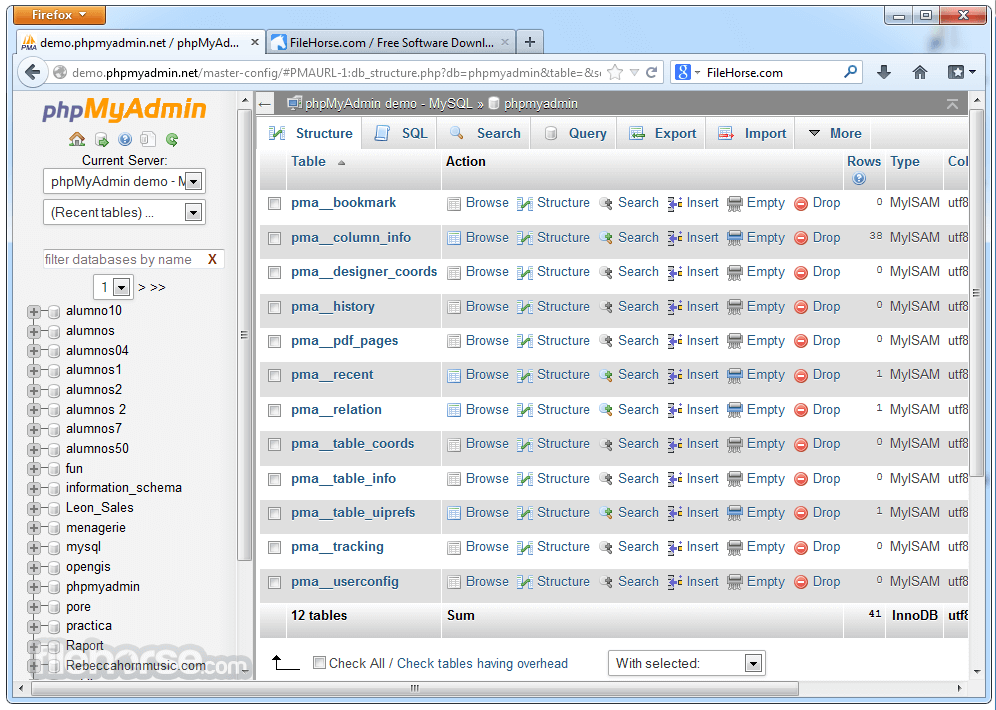 Firefox
demo.phpmyadmin.net / phpMyAd...
FileHorse.com / Free Software Downl...
demo.phpmyadmin.net/master-config/#PMAURL-1:db_structure.php?db=phpmyadmin&table=&se
FileHorse.com
phpMyAdmin
Current Server:
phpMyAdmin demo - M
(Recent tables) ...
filter databases by name X
1 > >>
alumno10
alumnos
alumnos04
alumnos1
alumnos2
alumnos 2
alumnos7
alumnos50
fun
information_schema
Leon_Sales
menagerie
mysql
opengis
phpmyadmin
pore
practica
Raport
Rebeccahornmusic.com
phpMyAdmin demo - MySQL » phpmyadmin
Structure SQL Search Query Export Import More
Table Action Rows Type Col
pma__bookmark Browse Structure Search Insert Empty Drop 0 MyISAM utf8
pma__column_info Browse Structure Search Insert Empty Drop 38 MyISAM utf8
pma__designer_coords Browse Structure Search Insert Empty Drop 0 MyISAM utf8
pma__history Browse Structure Search Insert Empty Drop 0 MyISAM utf8
pma__pdf_pages Browse Structure Search Insert Empty Drop 0 MyISAM utf8
pma__recent Browse Structure Search Insert Empty Drop 1 MyISAM utf8
pma__relation Browse Structure Search Insert Empty Drop 1 MyISAM utf8
pma__table_coords Browse Structure Search Insert Empty Drop 0 MyISAM utf8
pma__table_info Browse Structure Search Insert Empty Drop 0 MyISAM utf8
pma__table_uiprefs Browse Structure Search Insert Empty Drop 1 MyISAM utf8
pma__tracking Browse Structure Search Insert Empty Drop 0 MyISAM utf8
pma__userconfig Browse Structure Search Insert Empty Drop 0 MyISAM utf8
12 tables Sum 41 InnoDB utf8
Check All / Check tables having overhead With selected:
filehorse.com